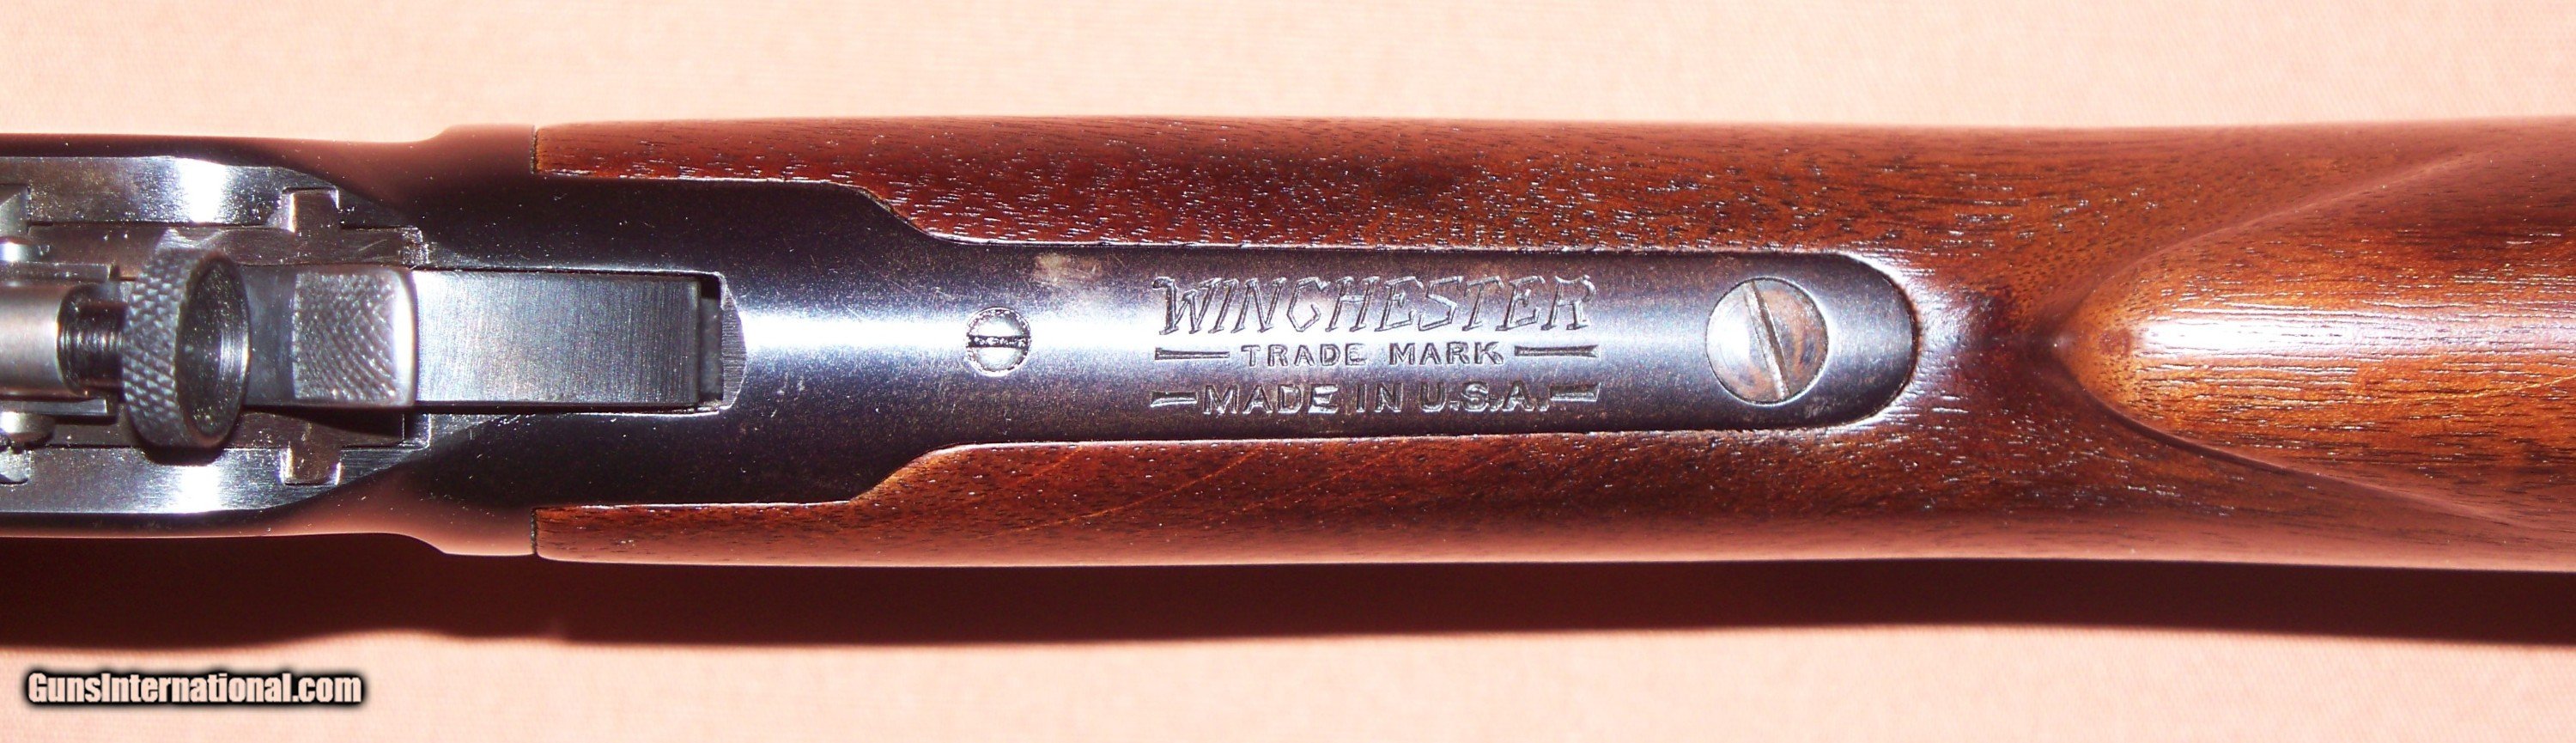 WINCHESTER
TRADE MARK
MADE IN U.S.A.
GunsInternational.com